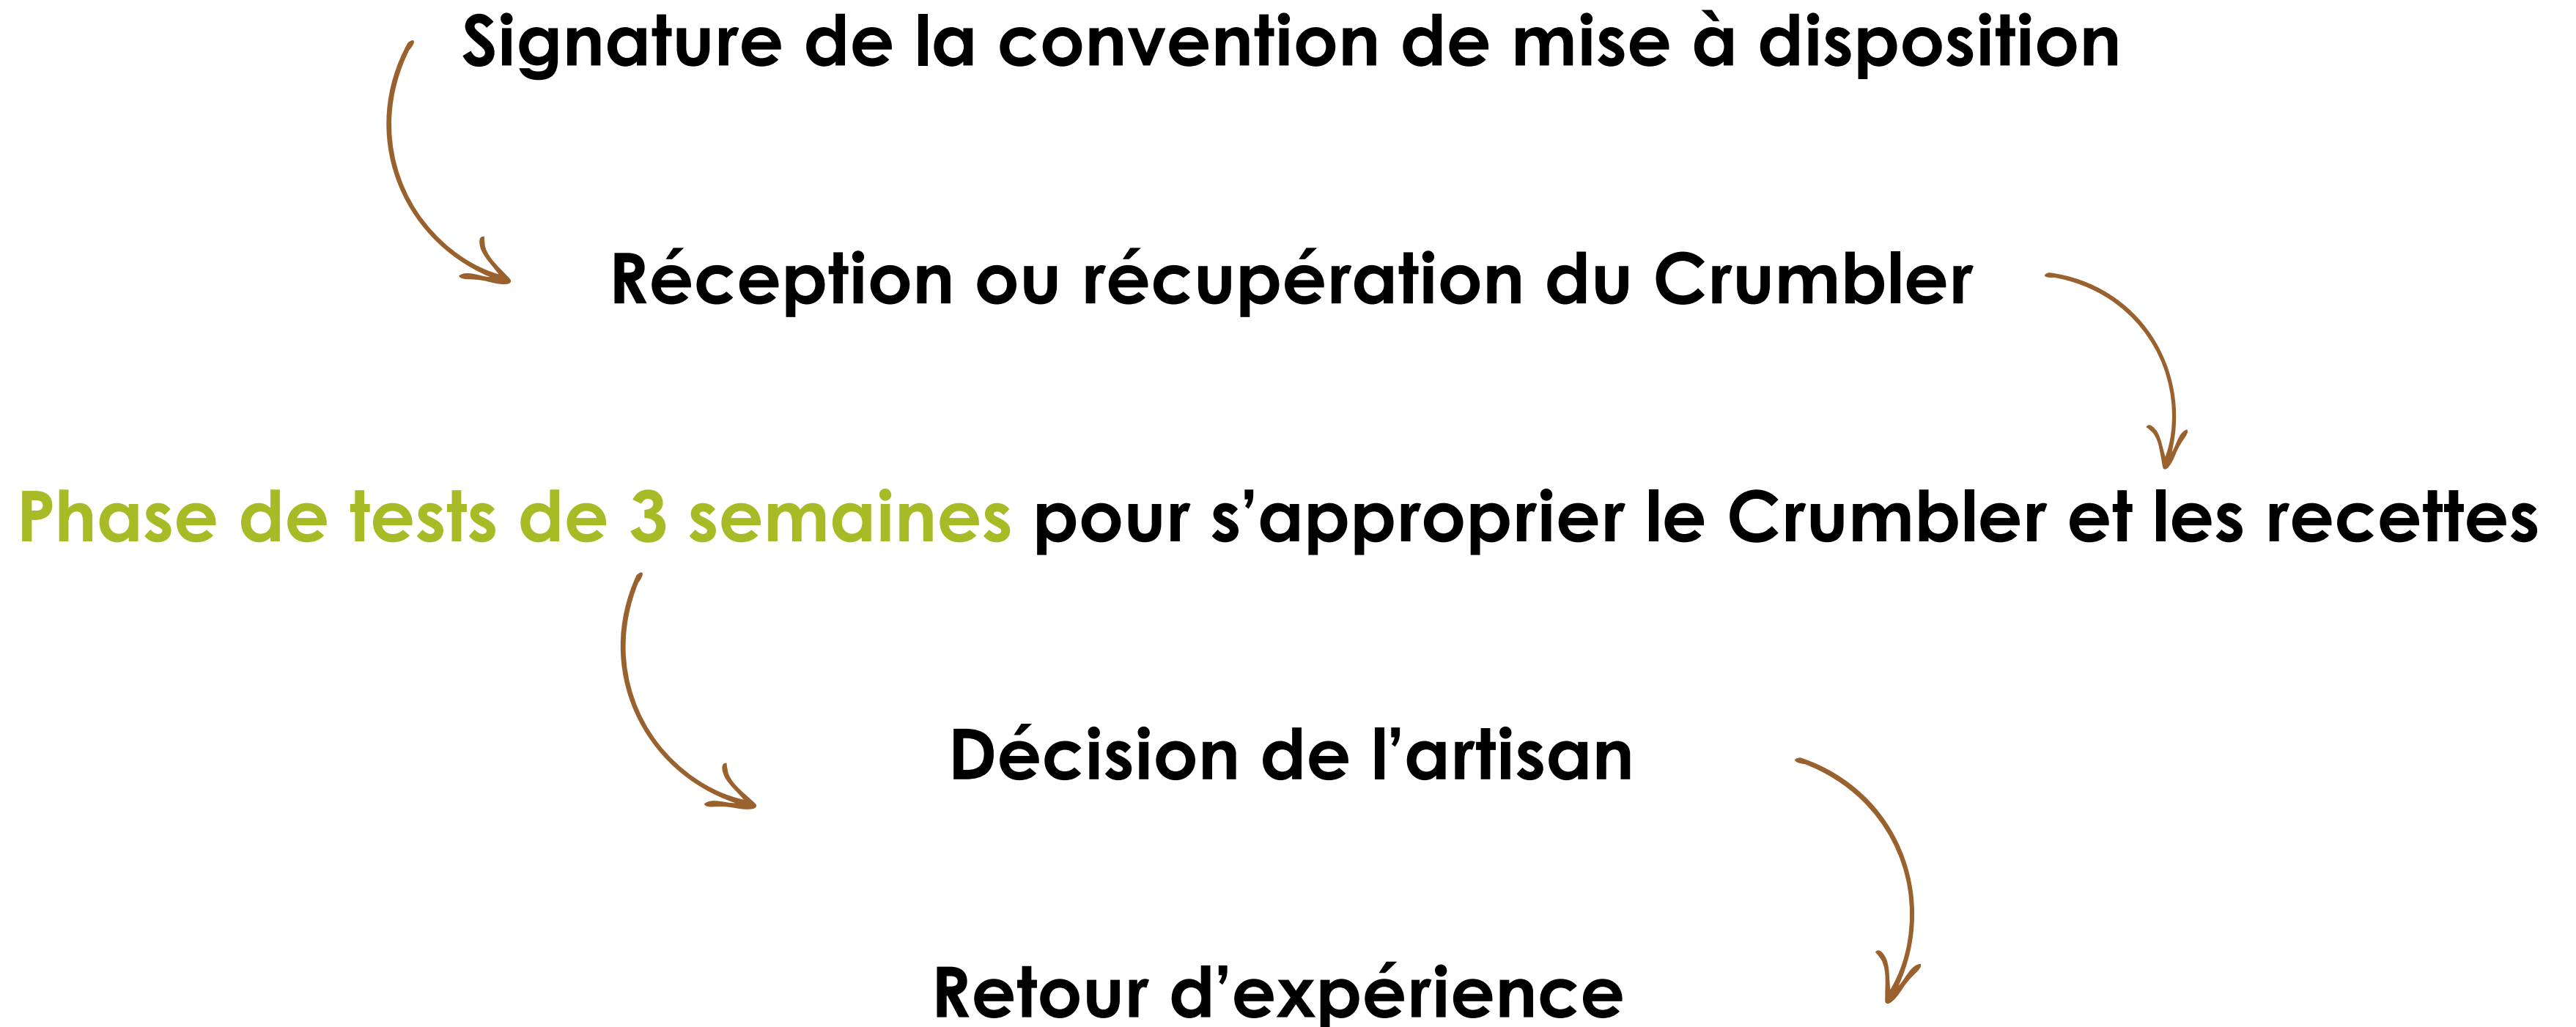 Signature de la convention de mise à disposition
Réception ou récupération du Crumbler
Phase de tests de 3 semaines pour s’approprier le Crumbler et les recettes
Décision de l’artisan
Retour d’expérience